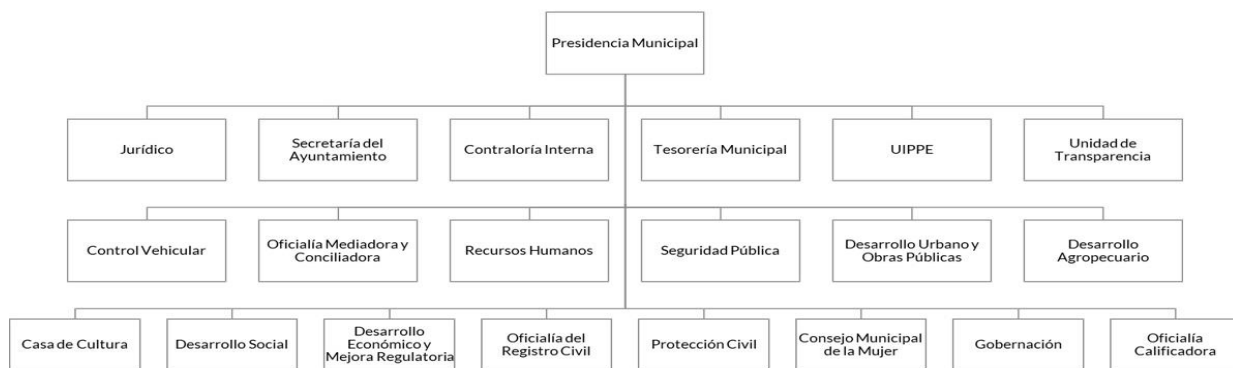 Presidencia Municipal
Jurídico
Secretaría del
Ayuntamiento
Contraloría Interna
Tesorería Municipal
UIPPE
Unidad de
Transparencia
Control Vehicular
Oficialía Mediadora y
Conciliadora
Recursos Humanos
Seguridad Pública
Desarrollo Urbano y
Obras Públicas
Desarrollo
Agropecuario
Casa de Cultura
Desarrollo Social
Desarrollo
Económico y
Mejora Regulatoria
Oficialía del
Registro Civil
Protección Civil
Consejo Municipal
de la Mujer
Gobernación
Oficialía
Calificadora